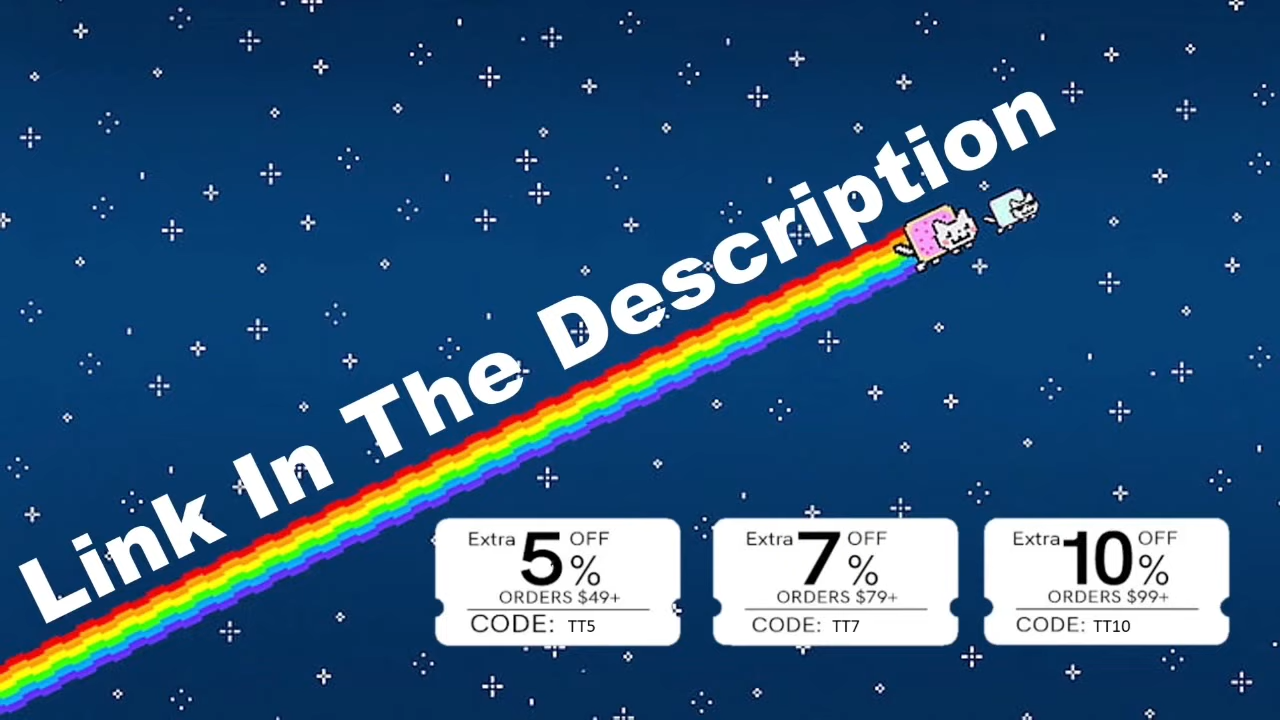 Link In The Description
Extra 5% OFF
ORDERS $49+
CODE: TT5
Extra 7% OFF
ORDERS $79+
CODE: TT7
Extra 10% OFF
ORDERS $99+
CODE: TT10